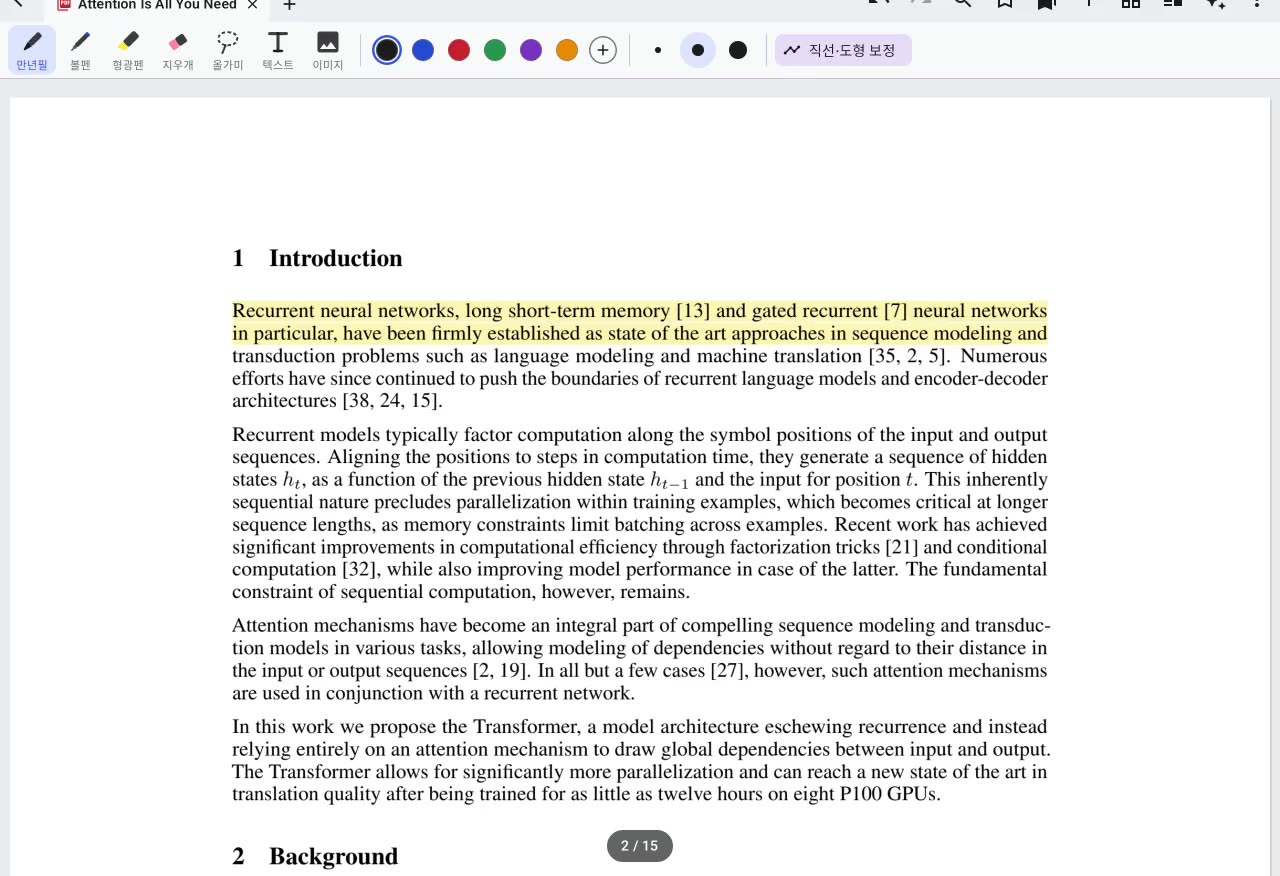 Attention Is All You Need
만년필 볼펜 형광펜 지우개 올가미 텍스트 이미지 직선·도형 보정
1 Introduction
Recurrent neural networks, long short-term memory [13] and gated recurrent [7] neural networks
in particular, have been firmly established as state of the art approaches in sequence modeling and
transduction problems such as language modeling and machine translation [35, 2, 5]. Numerous
efforts have since continued to push the boundaries of recurrent language models and encoder-decoder
architectures [38, 24, 15].
Recurrent models typically factor computation along the symbol positions of the input and output
sequences. Aligning the positions to steps in computation time, they generate a sequence of hidden
states hₜ, as a function of the previous hidden state hₜ₋₁ and the input for position t. This inherently
sequential nature precludes parallelization within training examples, which becomes critical at longer
sequence lengths, as memory constraints limit batching across examples. Recent work has achieved
significant improvements in computational efficiency through factorization tricks [21] and conditional
computation [32], while also improving model performance in case of the latter. The fundamental
constraint of sequential computation, however, remains.
Attention mechanisms have become an integral part of compelling sequence modeling and transduc-
tion models in various tasks, allowing modeling of dependencies without regard to their distance in
the input or output sequences [2, 19]. In all but a few cases [27], however, such attention mechanisms
are used in conjunction with a recurrent network.
In this work we propose the Transformer, a model architecture eschewing recurrence and instead
relying entirely on an attention mechanism to draw global dependencies between input and output.
The Transformer allows for significantly more parallelization and can reach a new state of the art in
translation quality after being trained for as little as twelve hours on eight P100 GPUs.
2 Background
2 / 15